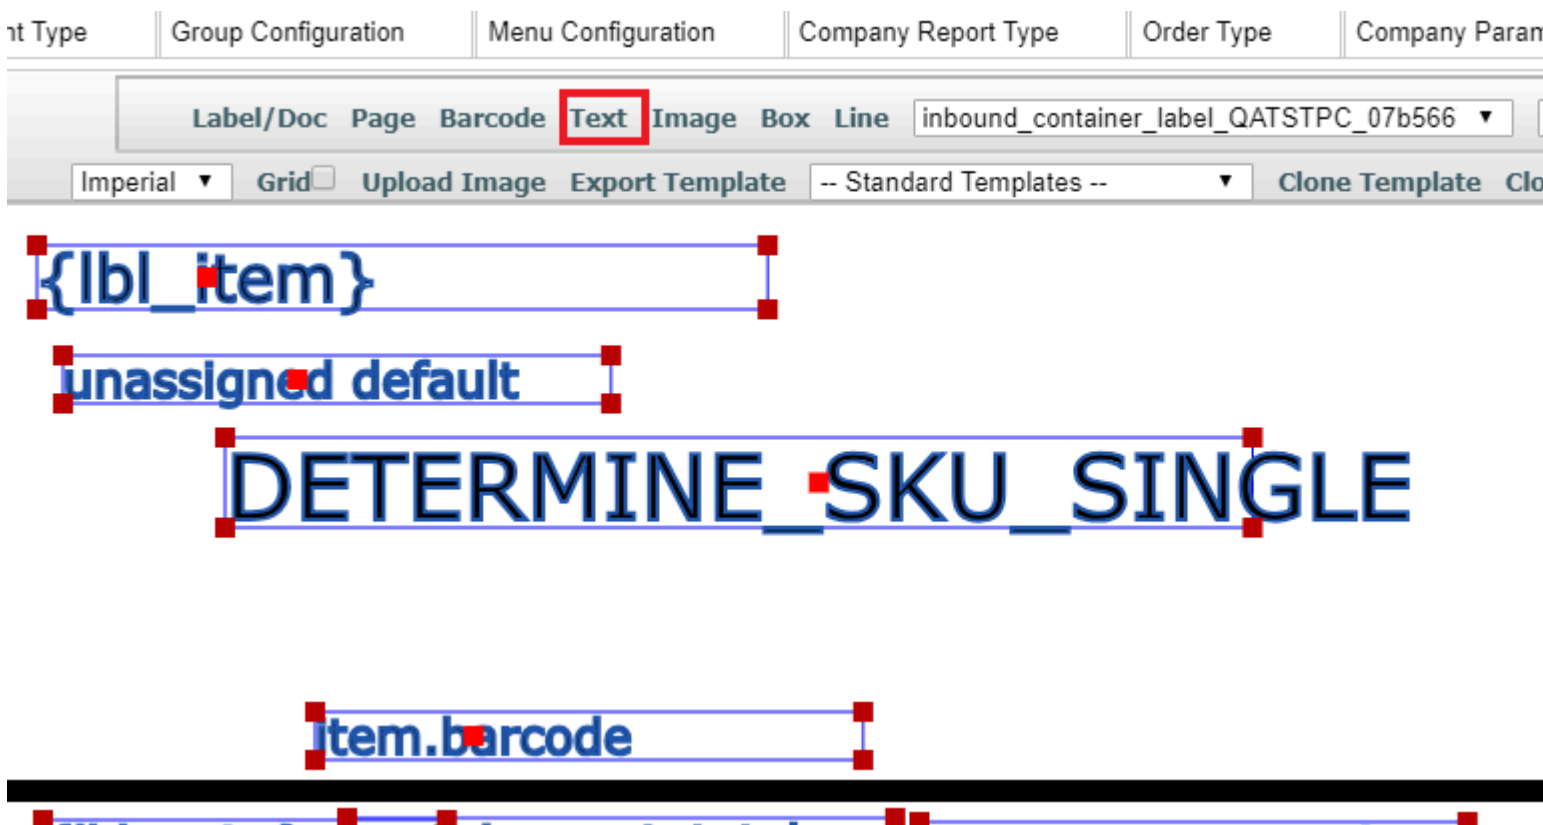 nt Type Group Configuration Menu Configuration Company Report Type Order Type Company Param
Label/Doc Page Barcode Text Image Box Line inbound_container_label_QATSTPC_07b566
Imperial Grid Upload Image Export Template -- Standard Templates -- Clone Template Clo
{lbl_item}
unassigned default
DETERMINE_SKU_SINGLE
item.barcode